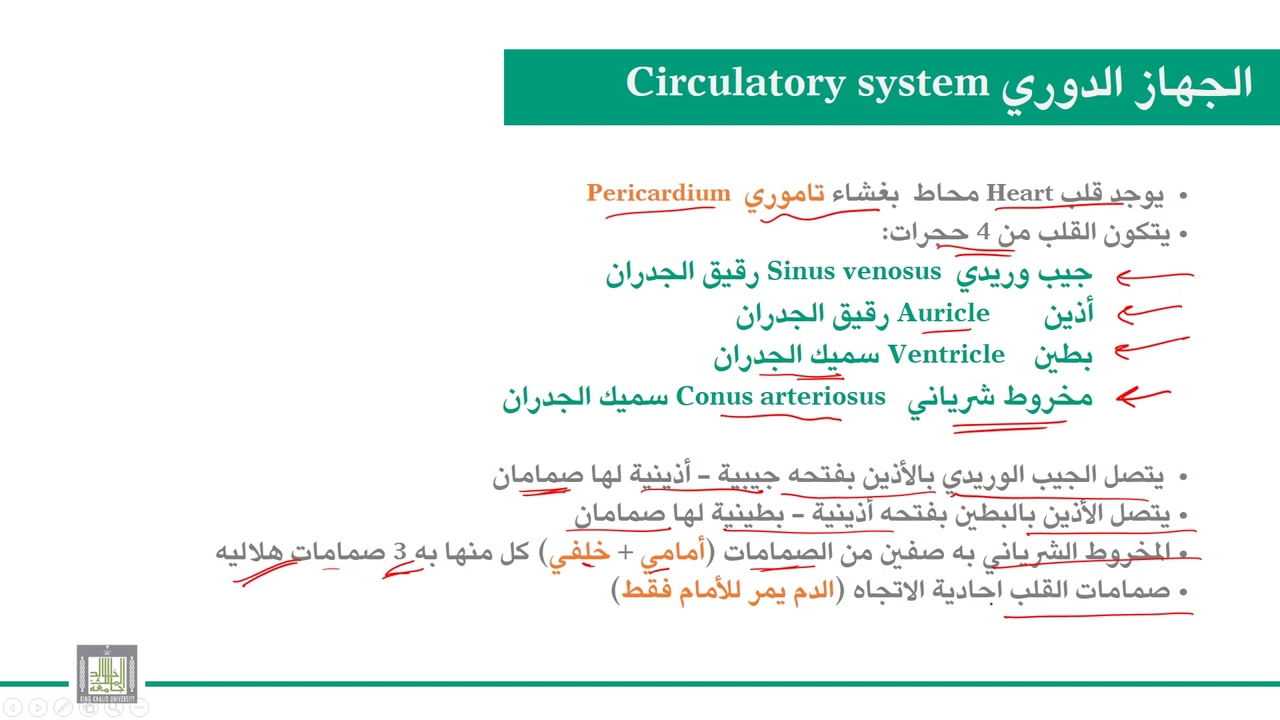 الجهاز الدوري Circulatory system
• يوجد قلب Heart محاط بغشاء تاموري Pericardium
• يتكون القلب من 4 حجرات:
جيب وريدي Sinus venosus رقيق الجدران
أذين Auricle رقيق الجدران
بطين Ventricle سميك الجدران
مخروط شرياني Conus arteriosus سميك الجدران
• يتصل الجيب الوريدي بالأذين بفتحه جيبية – أذينية لها صمامان
• يتصل الأذين بالبطين بفتحه أذينية – بطينية لها صمامان
• المخروط الشرياني به صفين من الصمامات (أمامي + خلفي) كل منها به 3 صمامات هلاليه
• صمامات القلب احادية الاتجاه (الدم يمر للأمام فقط)
KING KHALID UNIVERSITY